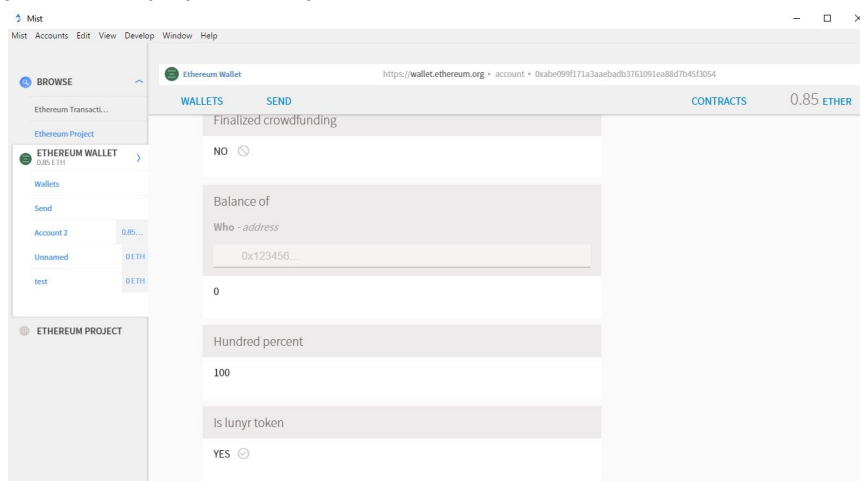 Mist
Mist Accounts Edit View Develop Window Help
BROWSE
Ethereum Transacti...
Ethereum Project
ETHEREUM WALLET
0.85 ETH
Wallets
Send
Account 2 0.85...
Unnamed 0 ETH
test 0 ETH
ETHEREUM PROJECT
Ethereum Wallet https://wallet.ethereum.org • account • 0xabe099f171a3aaebadb3761091ea88d7b45f3054
WALLETS SEND CONTRACTS 0.85 ETHER
Finalized crowdfunding
NO
Balance of
Who - address
0x123456...
0
Hundred percent
100
Is lunyr token
YES